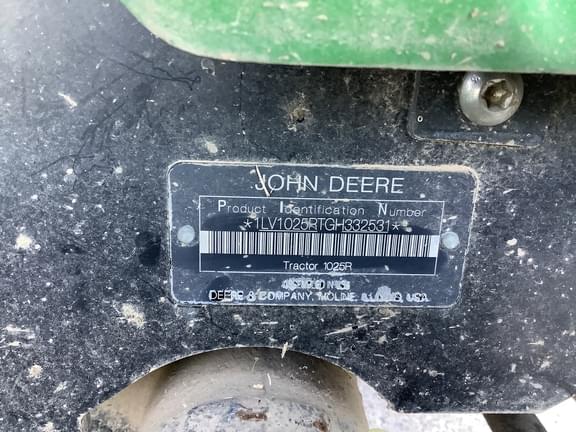 JOHN DEERE
Product Identification Number
*1LV1025RTGH332531*
Tractor 1025R
DEERE & COMPANY, MOLINE, ILLINOIS, USA